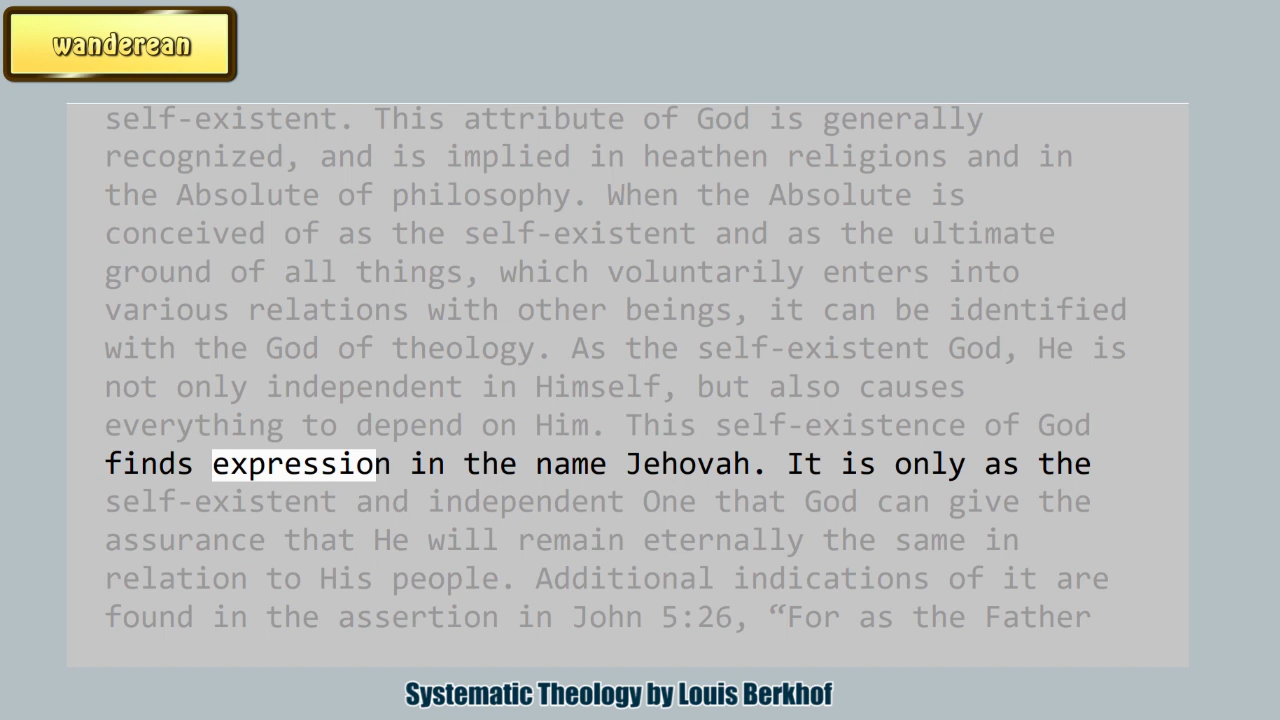 wanderean
self-existent. This attribute of God is generally
recognized, and is implied in heathen religions and in
the Absolute of philosophy. When the Absolute is
conceived of as the self-existent and as the ultimate
ground of all things, which voluntarily enters into
various relations with other beings, it can be identified
with the God of theology. As the self-existent God, He is
not only independent in Himself, but also causes
everything to depend on Him. This self-existence of God
finds expression in the name Jehovah. It is only as the
self-existent and independent One that God can give the
assurance that He will remain eternally the same in
relation to His people. Additional indications of it are
found in the assertion in John 5:26, “For as the Father
Systematic Theology by Louis Berkhof